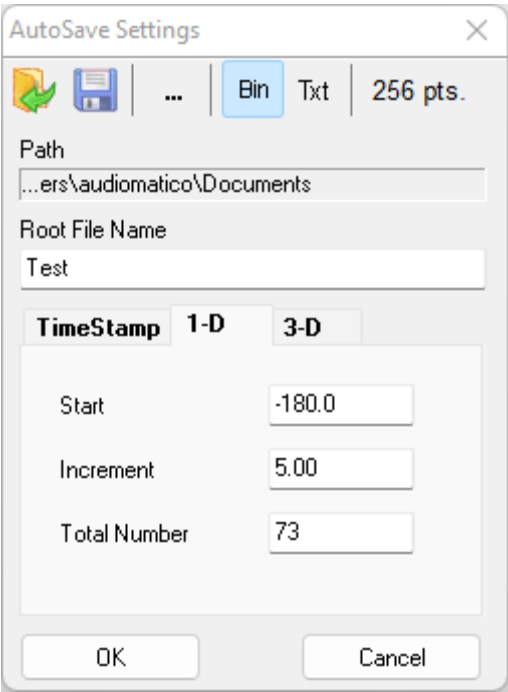 AutoSave Settings
... Bin Txt 256 pts.
Path
...ers\audiomatico\Documents
Root File Name
Test
TimeStamp 1-D 3-D
Start -180.0
Increment 5.00
Total Number 73
OK Cancel